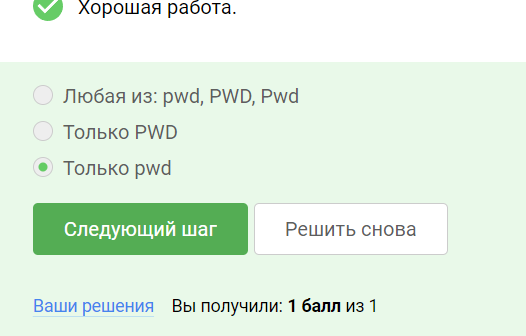 Хорошая работа.
Любая из: pwd, PWD, Pwd
Только PWD
Только pwd
Следующий шаг Решить снова
Ваши решения Вы получили: 1 балл из 1